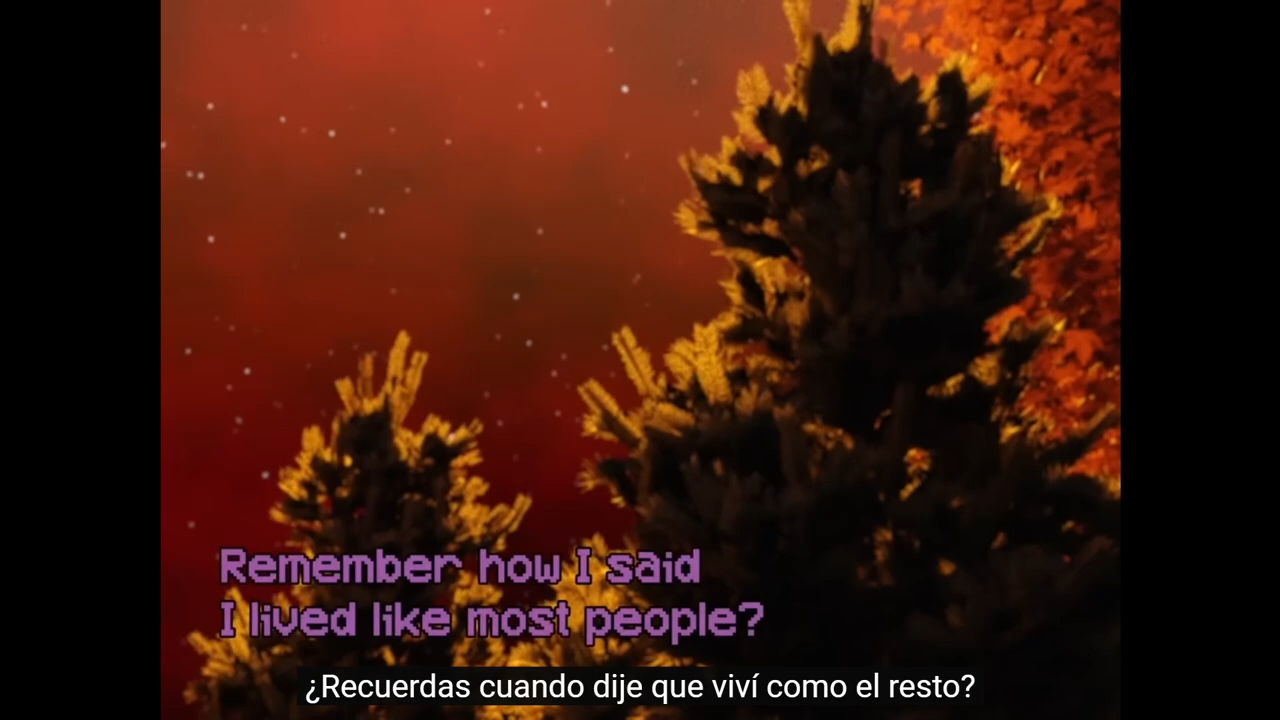 Remember how I said
I lived like most people?
¿Recuerdas cuando dije que viví como el resto?